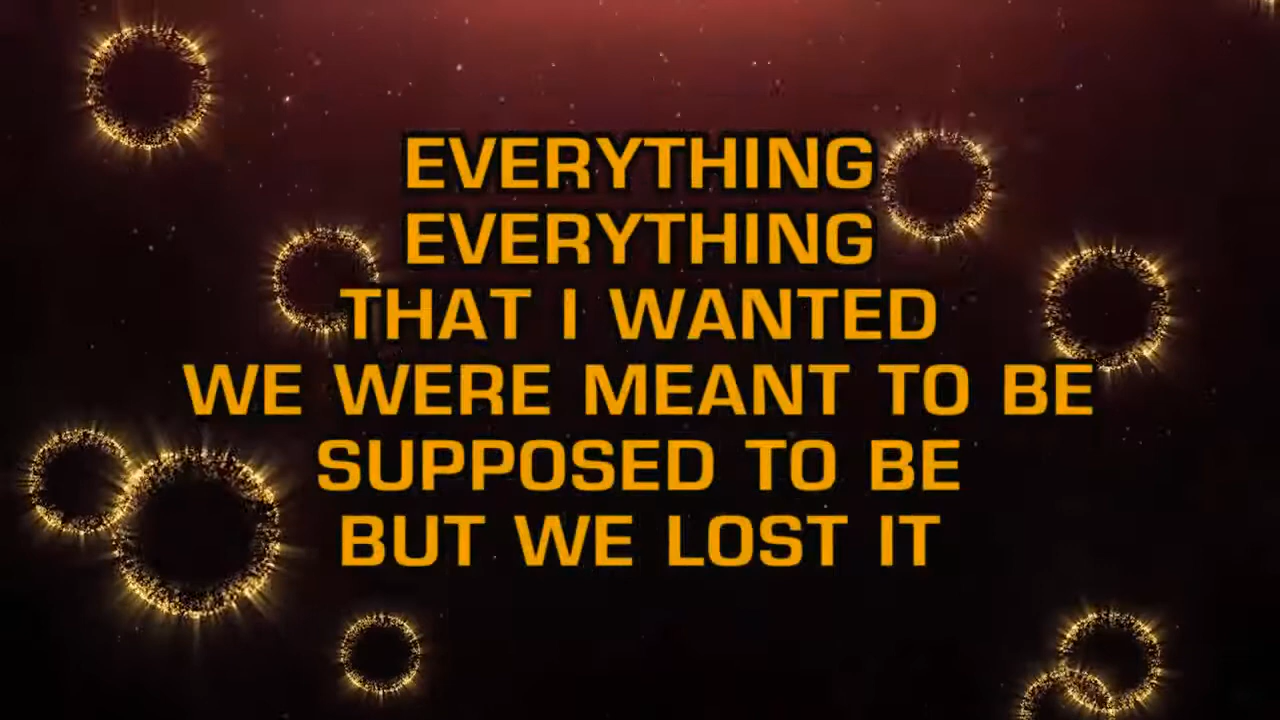 EVERYTHING
EVERYTHING
THAT I WANTED
WE WERE MEANT TO BE
SUPPOSED TO BE
BUT WE LOST IT